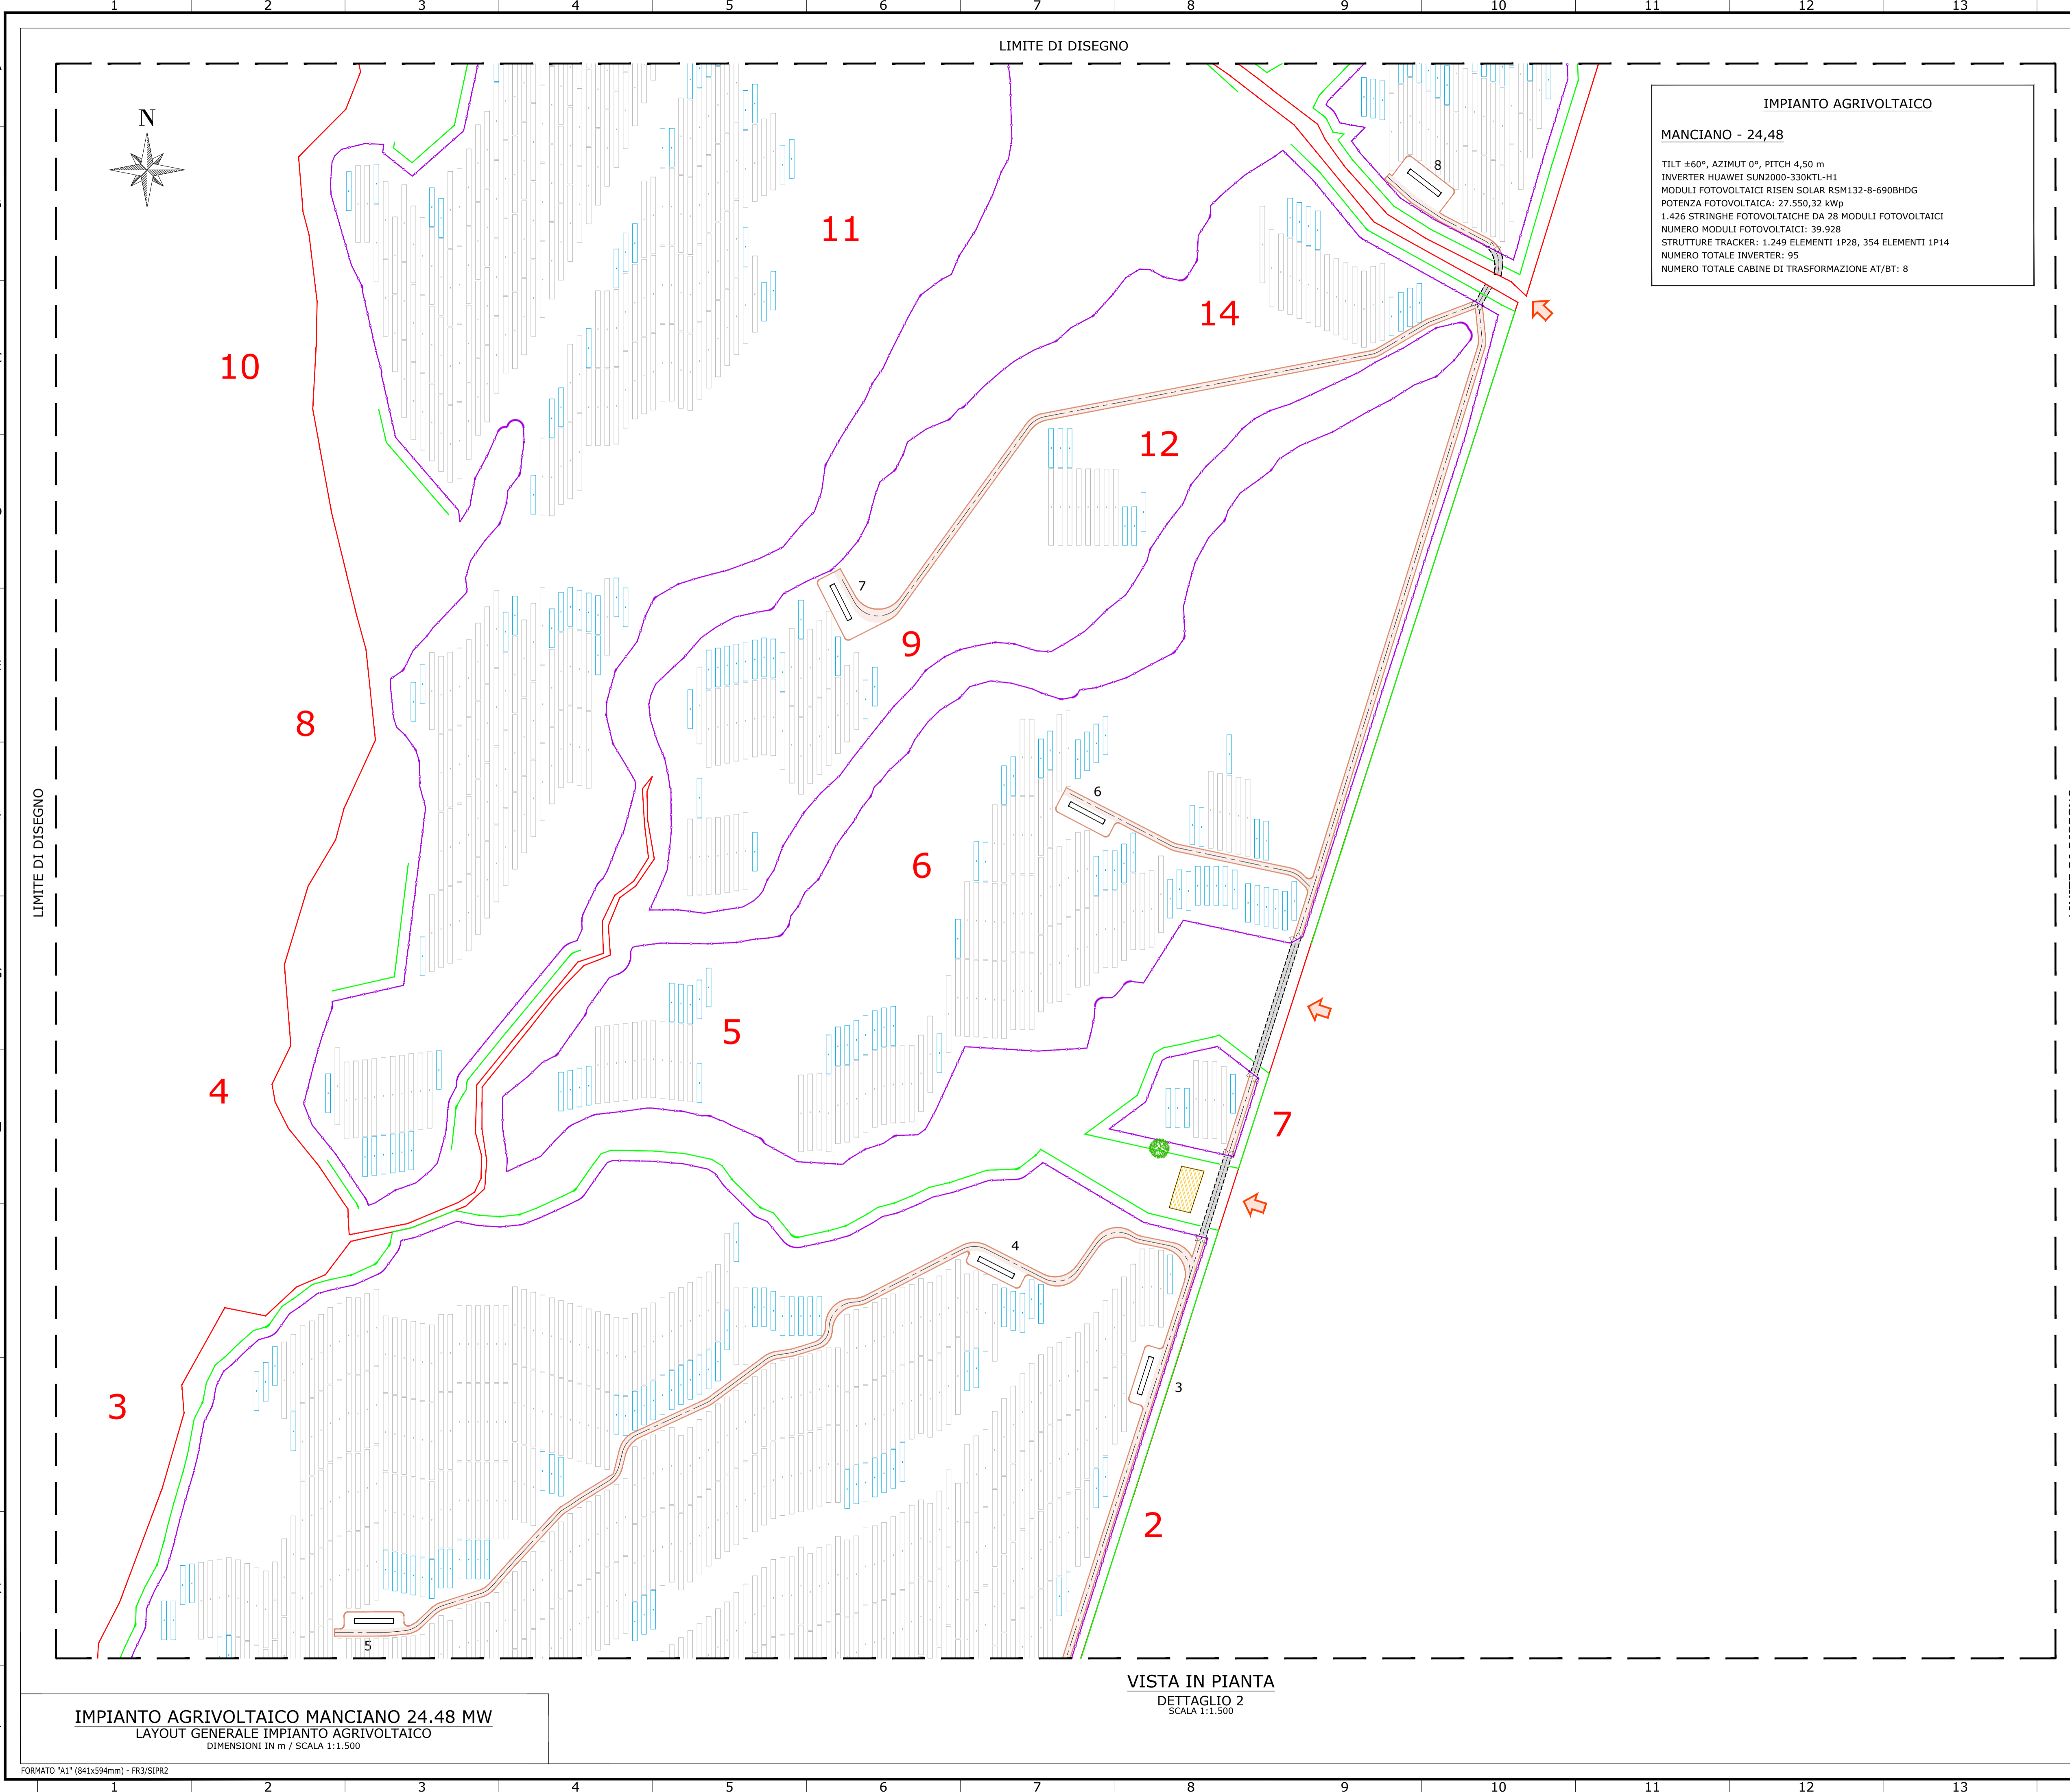 1 2 3 4 5 6 7 8 9 10 11 12 13
LIMITE DI DISEGNO
N
IMPIANTO AGRIVOLTAICO
MANCIANO - 24,48
TILT ±60°, AZIMUT 0°, PITCH 4,50 m
INVERTER HUAWEI SUN2000-330KTL-H1
MODULI FOTOVOLTAICI RISEN SOLAR RSM132-8-690BHDG
POTENZA FOTOVOLTAICA: 27.550,32 kWp
1.426 STRINGHE FOTOVOLTAICHE DA 28 MODULI FOTOVOLTAICI
NUMERO MODULI FOTOVOLTAICI: 39.928
STRUTTURE TRACKER: 1.249 ELEMENTI 1P28, 354 ELEMENTI 1P14
NUMERO TOTALE INVERTER: 95
NUMERO TOTALE CABINE DI TRASFORMAZIONE AT/BT: 8
8
11
14
10
12
7
9
8
6
6
LIMITE DI DISEGNO
5
4
7
4
3
3
2
5
VISTA IN PIANTA
DETTAGLIO 2
SCALA 1:1.500
IMPIANTO AGRIVOLTAICO MANCIANO 24.48 MW
LAYOUT GENERALE IMPIANTO AGRIVOLTAICO
DIMENSIONI IN m / SCALA 1:1.500
FORMATO "A1" (841x594mm) - FR3/SIPR2
1 2 3 4 5 6 7 8 9 10 11 12 13